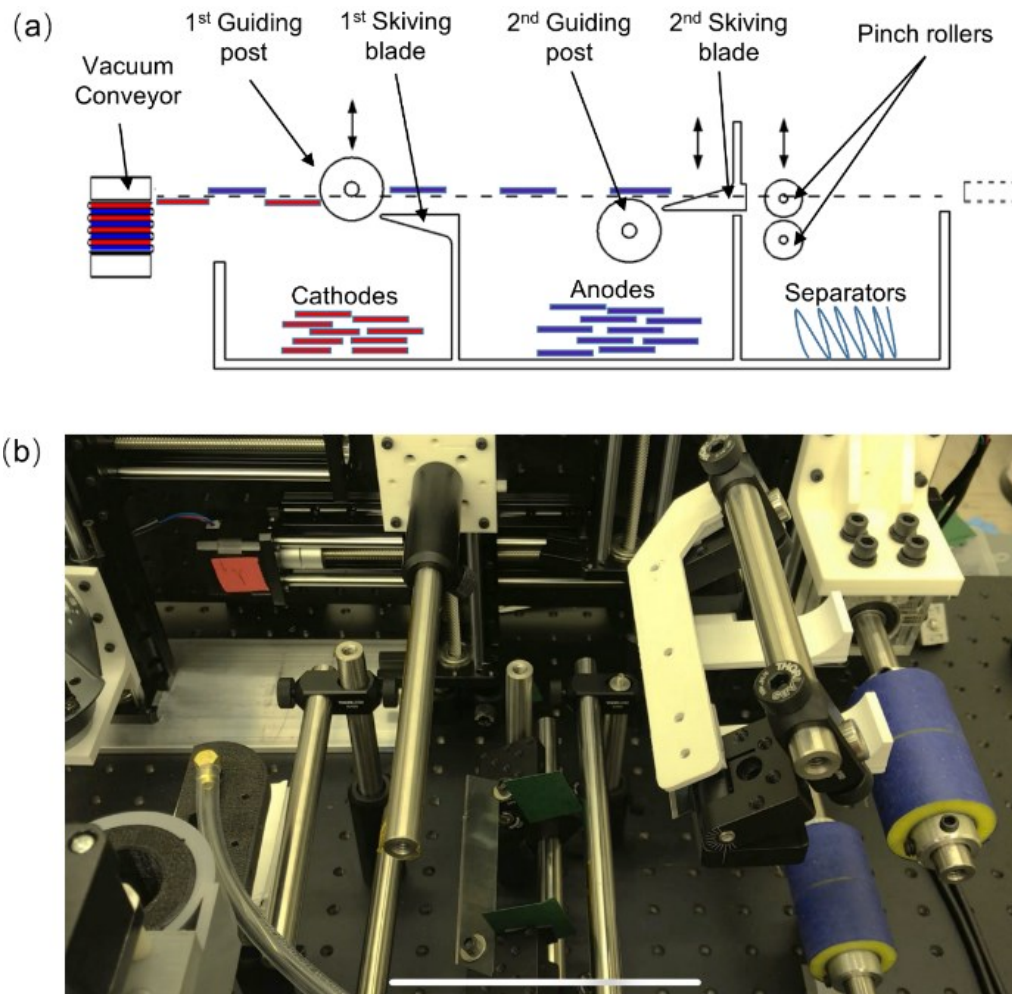 (a)
1st Guiding
post
1st Skiving
blade
2nd Guiding
post
2nd Skiving
blade
Pinch rollers
Vacuum
Conveyor
Cathodes
Anodes
Separators
(b)